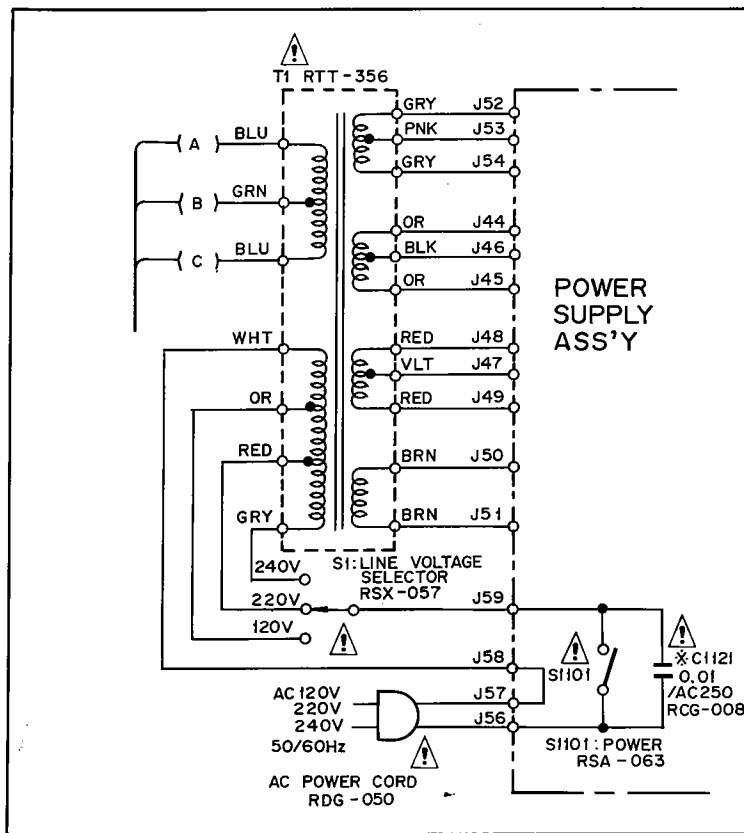 T1 RTT-356
GRY J52
PNK J53
GRY J54
A BLU
B GRN
C BLU
OR J44
BLK J46
OR J45
POWER
SUPPLY
ASS'Y
WHT
RED J48
VLT J47
RED J49
OR
RED
BRN J50
GRY
BRN J51
S1:LINE VOLTAGE
SELECTOR
RSX-057
240V
220V
120V
J59
J58
S1101
※C1121
0.01
/AC250
RCG-008
AC 120V
220V
240V
50/60Hz
J57
J56
S1101:POWER
RSA-063
AC POWER CORD
RDG-050